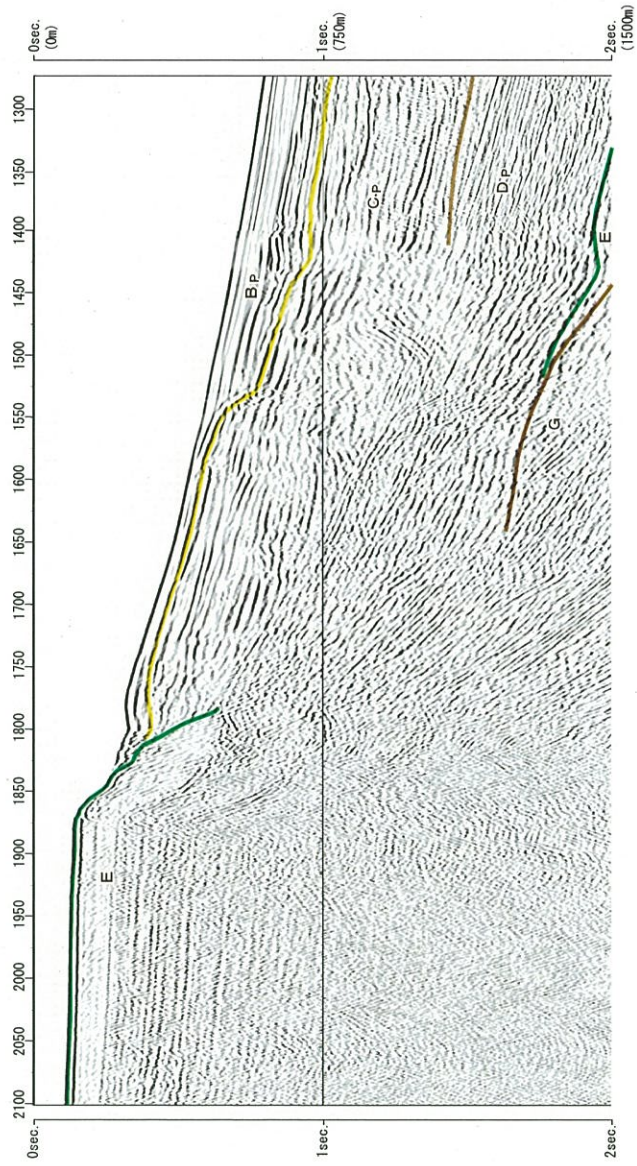 0sec.
(0m)
1sec.
(750m)
2sec.
(1500m)
1300
1350
1400
1450
1500
1550
1600
1650
1700
1750
1800
1850
1900
1950
2000
2050
2100
B.P
C.P
D.P
E
G
E
0sec.
1sec.
2sec.